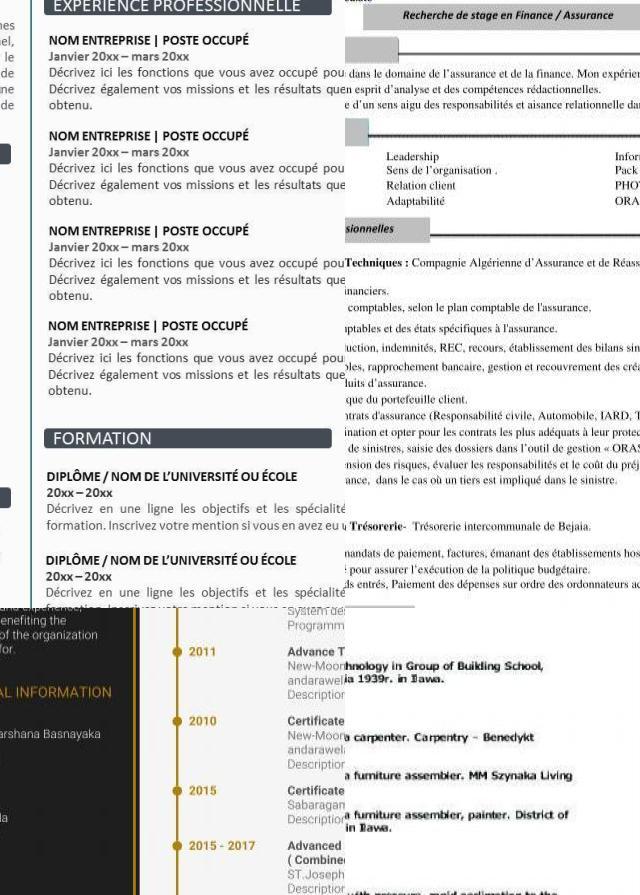 nes
nel,
le
de
une
de
EXPÉRIENCE PROFESSIONNELLE
NOM ENTREPRISE | POSTE OCCUPÉ
Janvier 20xx – mars 20xx
Décrivez ici les fonctions que vous avez occupé pou
Décrivez également vos missions et les résultats que
obtenu.
NOM ENTREPRISE | POSTE OCCUPÉ
Janvier 20xx – mars 20xx
Décrivez ici les fonctions que vous avez occupé pou
Décrivez également vos missions et les résultats que
obtenu.
NOM ENTREPRISE | POSTE OCCUPÉ
Janvier 20xx – mars 20xx
Décrivez ici les fonctions que vous avez occupé pou
Décrivez également vos missions et les résultats que
obtenu.
NOM ENTREPRISE | POSTE OCCUPÉ
Janvier 20xx – mars 20xx
Décrivez ici les fonctions que vous avez occupé pou
Décrivez également vos missions et les résultats que
obtenu.
FORMATION
DIPLÔME / NOM DE L'UNIVERSITÉ OU ÉCOLE
20xx – 20xx
Décrivez en une ligne les objectifs et les spécialité
formation. Inscrivez votre mention si vous en avez eu u
DIPLÔME / NOM DE L'UNIVERSITÉ OU ÉCOLE
20xx – 20xx
Décrivez en une ligne les objectifs et les spécialité
Recherche de stage en Finance / Assurance
dans le domaine de l'assurance et de la finance. Mon expérien
n esprit d'analyse et des compétences rédactionnelles.
e d'un sens aigu des responsabilités et aisance relationnelle da
Leadership
Sens de l'organisation .
Relation client
Adaptabilité
Infor
Pack
PHO
ORA
sionnelles
Techniques : Compagnie Algérienne d'Assurance et de Réass
inanciers.
comptables, selon le plan comptable de l'assurance,
ptables et des états spécifiques à l'assurance.
uction, indemnités, REC, recours, établissement des bilans sin
les, rapprochement bancaire, gestion et recouvrement des cré
duits d'assurance.
que du portefeuille client.
ntrats d'assurance (Responsabilité civile, Automobile, IARD, T
ination et opter pour les contrats les plus adéquats à leur protec
de sinistres, saisie des dossiers dans l'outil de gestion « ORAS
nsion des risques, évaluer les responsabilités et le coût du préj
ance, dans le cas où un tiers est impliqué dans le sinistre.
Trésorerie- Trésorerie intercommunale de Bejaia.
mandats de paiement, factures, émanant des établissements hos
pour assurer l'exécution de la politique budgétaire.
ds entrés, Paiement des dépenses sur ordre des ordonnateurs ac
and experience,
enefiting the
of the organization
for.
AL INFORMATION
arshana Basnayaka
la
System des
Programm
2011
Advance T
New-Moon
andarawel
Description
2010
Certificate
New-Moon
andarawela
Description
2015
Certificate
Sabaragam
Description
2015 - 2017
Advanced
( Combine
ST.Joseph
Description
hnology in Group of Building School,
ia 1939r. in Ilawa.
a carpenter. Carpentry – Benedykt
a furniture assembler. MM Szynaka Living
a furniture assembler, painter. District of
in Ilawa.